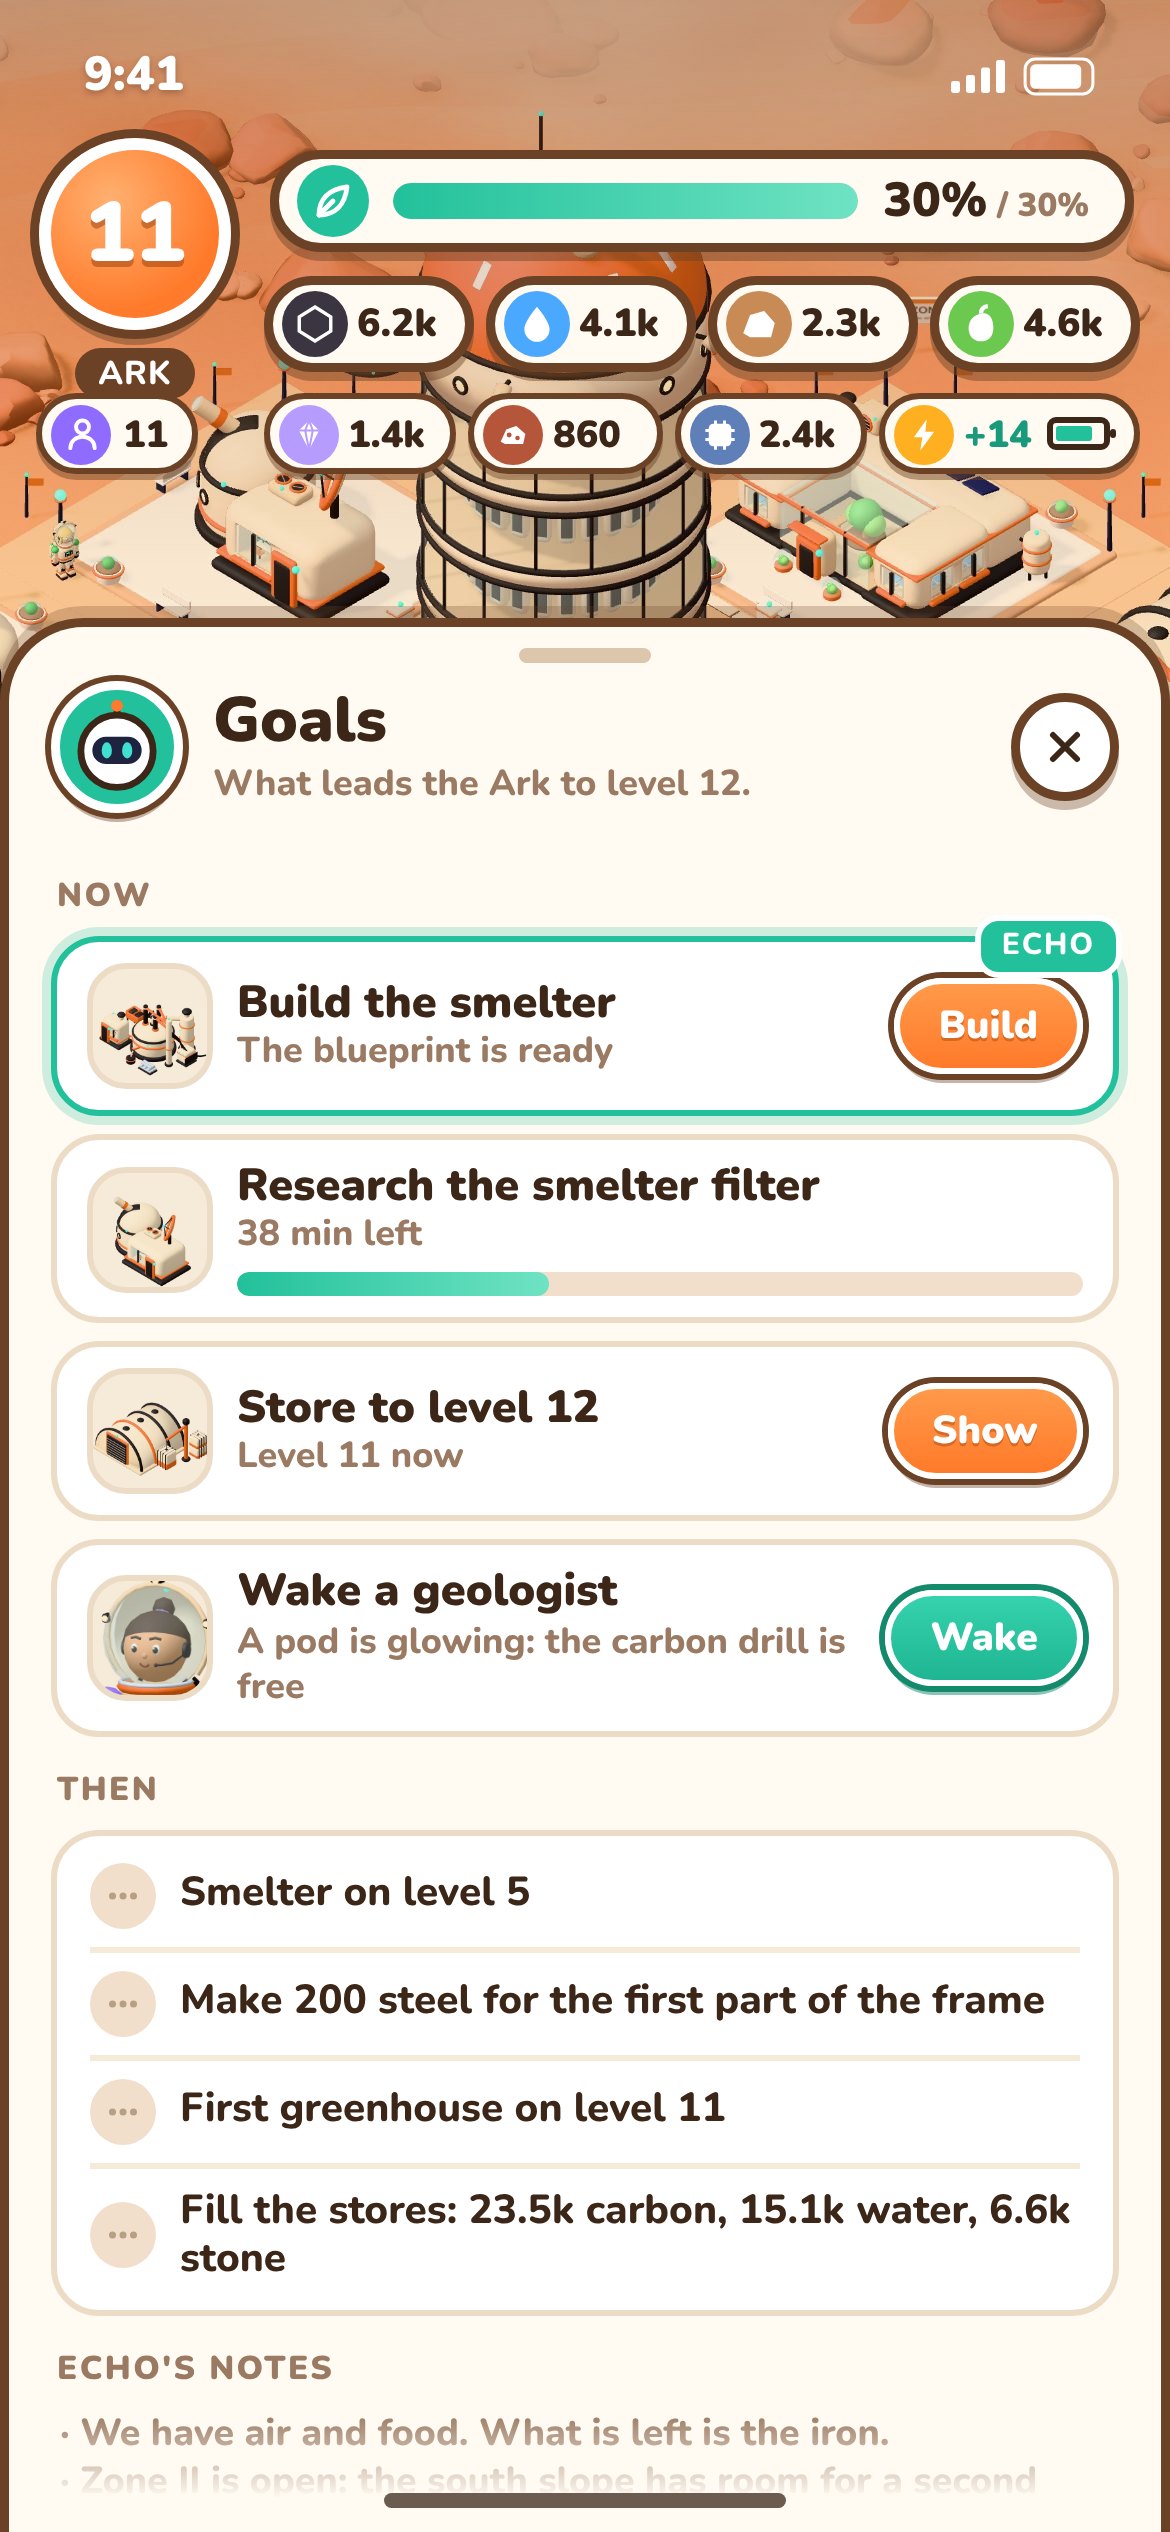 9:41
11
30% / 30%
6.2k
4.1k
2.3k
4.6k
ARK
11
1.4k
860
2.4k
+14
Goals
What leads the Ark to level 12.
NOW
ECHO
Build the smelter
The blueprint is ready
Build
Research the smelter filter
38 min left
Store to level 12
Level 11 now
Show
Wake a geologist
A pod is glowing: the carbon drill is
free
Wake
THEN
Smelter on level 5
Make 200 steel for the first part of the frame
First greenhouse on level 11
Fill the stores: 23.5k carbon, 15.1k water, 6.6k
stone
ECHO'S NOTES
· We have air and food. What is left is the iron.
· Zone II is open: the south slope has room for a second